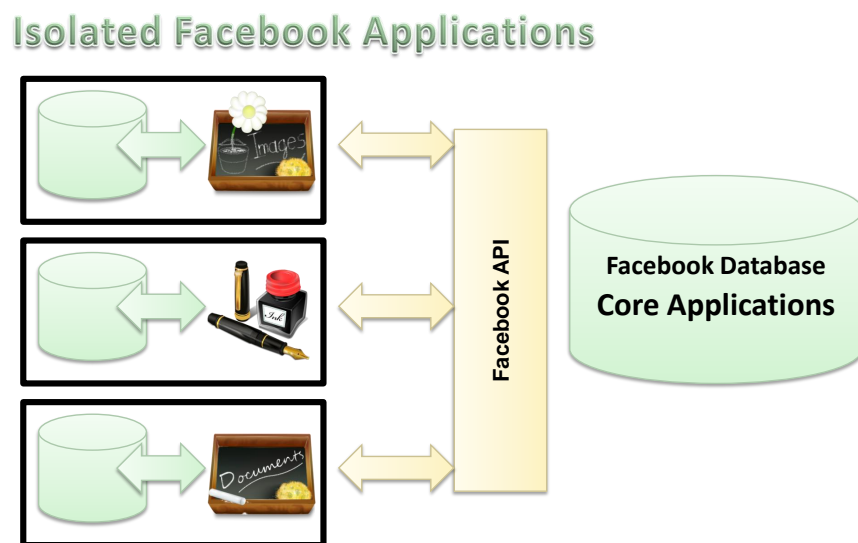 Isolated Facebook Applications
Images
Ink
Documents
Facebook API
Facebook Database
Core Applications